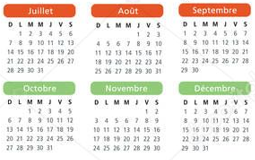 Juillet
D L M M J V S
1 2 3 4 5 6
7 8 9 10 11 12 13
14 15 16 17 18 19 20
21 22 23 24 25 26 27
28 29 30 31
Août
D L M M J V S
1 2 3
4 5 6 7 8 9 10
11 12 13 14 15 16 17
18 19 20 21 22 23 24
25 26 27 28 29 30 31
Septembre
D L M M J V S
1 2 3 4 5 6 7
8 9 10 11 12 13 14
15 16 17 18 19 20 21
22 23 24 25 26 27 28
29 30
Octobre
D L M M J V S
1 2 3 4 5
6 7 8 9 10 11 12
13 14 15 16 17 18 19
20 21 22 23 24 25 26
27 28 29 30 31
Novembre
D L M M J V S
1 2
3 4 5 6 7 8 9
10 11 12 13 14 15 16
17 18 19 20 21 22 23
24 25 26 27 28 29 30
Décembre
D L M M J V S
1 2 3 4 5 6 7
8 9 10 11 12 13 14
15 16 17 18 19 20 21
22 23 24 25 26 27 28
29 30 31